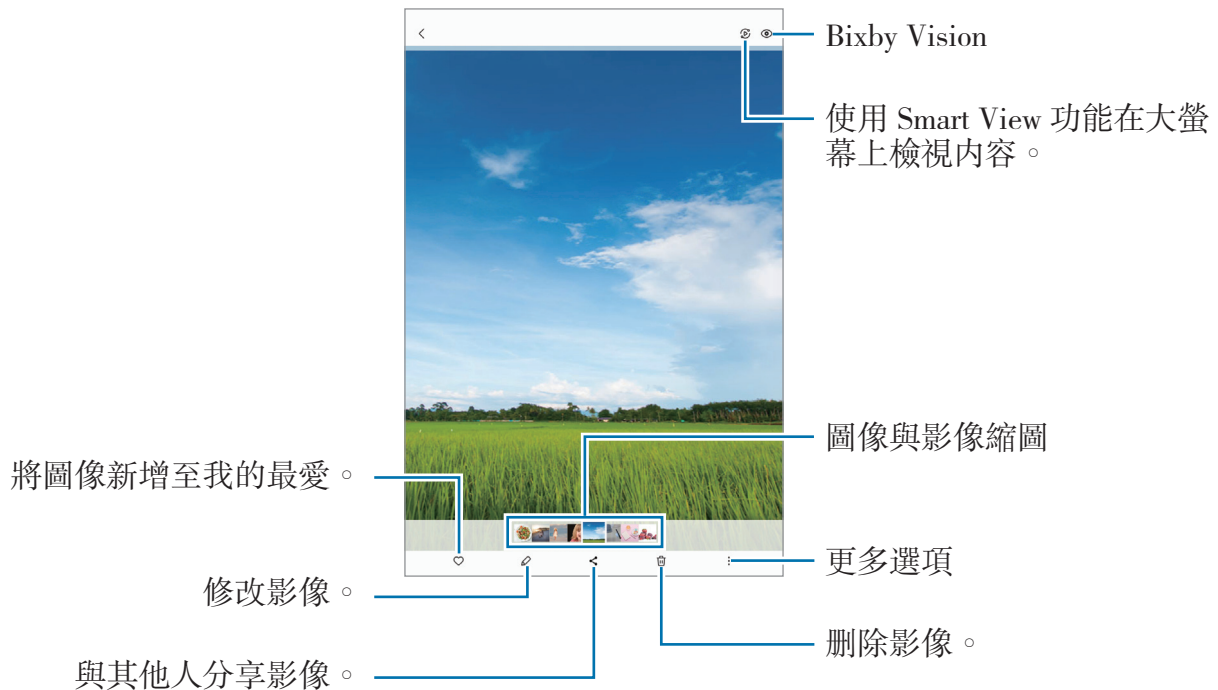 Bixby Vision
使用 Smart View 功能在大螢
幕上檢視內容。
圖像與影像縮圖
將圖像新增至我的最愛。
更多選項
修改影像。
刪除影像。
與其他人分享影像。